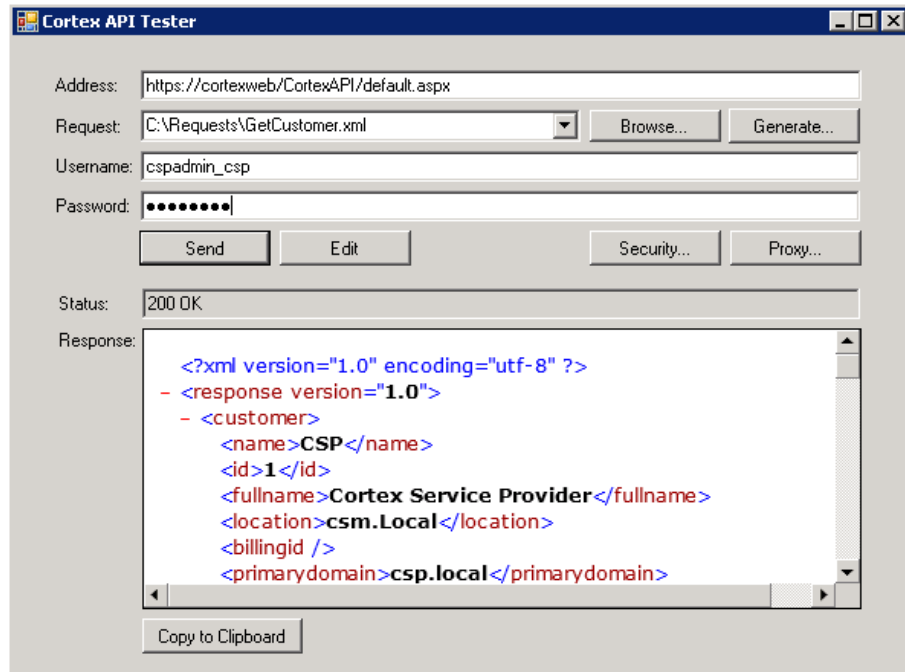 Cortex API Tester
Address: https://cortexweb/CortexAPI/default.aspx
Request: C:\Requests\GetCustomer.xml Browse... Generate...
Username: cspadmin_csp
Password: ●●●●●●●●
Send Edit Security... Proxy...
Status: 200 OK
Response:
<?xml version="1.0" encoding="utf-8" ?>
– <response version="1.0">
– <customer>
<name>CSP</name>
<id>1</id>
<fullname>Cortex Service Provider</fullname>
<location>csm.Local</location>
<billingid />
<primarydomain>csp.local</primarydomain>
Copy to Clipboard